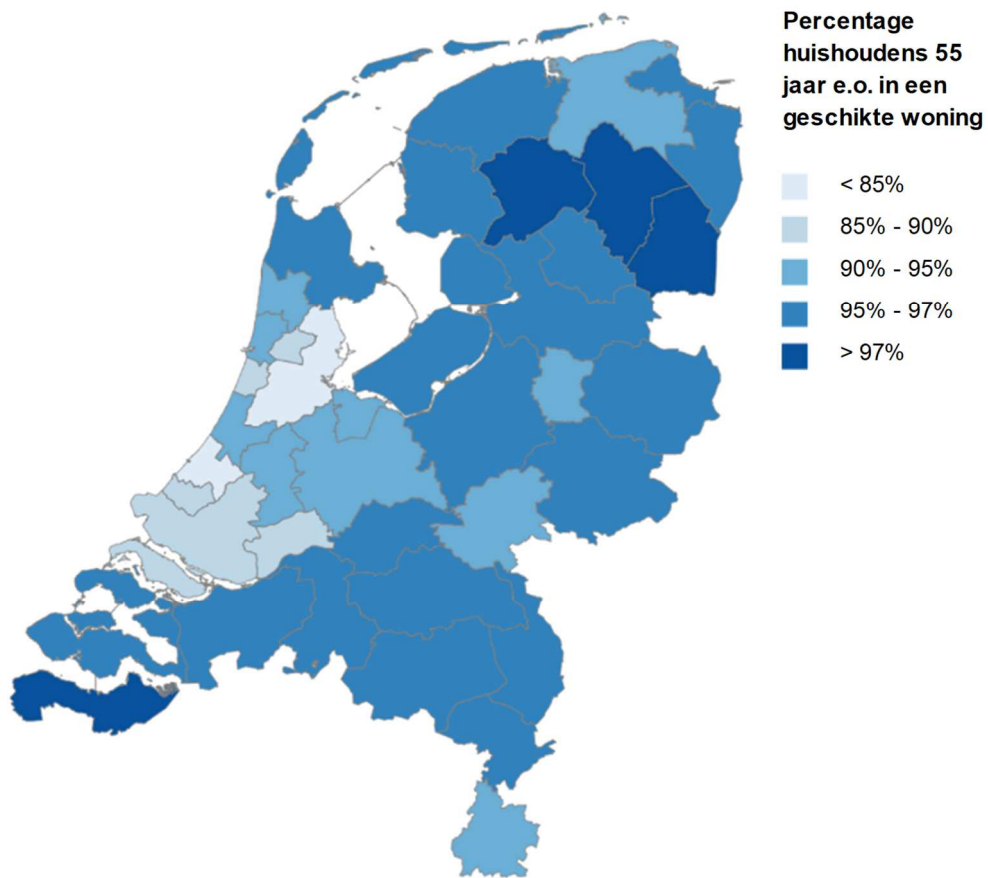 Percentage
huishoudens 55
jaar e.o. in een
geschikte woning
< 85%
85% - 90%
90% - 95%
95% - 97%
> 97%